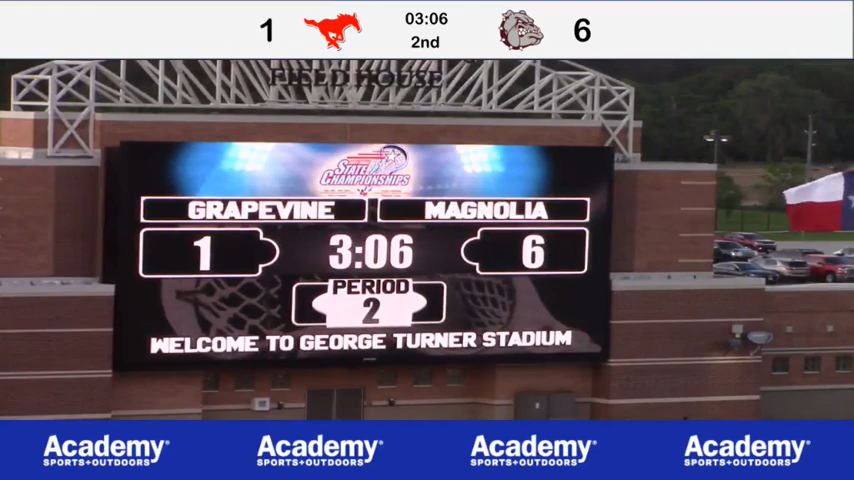 1 03:06 6
2nd
FIELD HOUSE
STATE
CHAMPIONSHIPS
GRAPEVINE MAGNOLIA
1 3:06 6
PERIOD
2
WELCOME TO GEORGE TURNER STADIUM
Academy Academy Academy Academy
SPORTS+OUTDOORS SPORTS+OUTDOORS SPORTS+OUTDOORS SPORTS+OUTDOORS